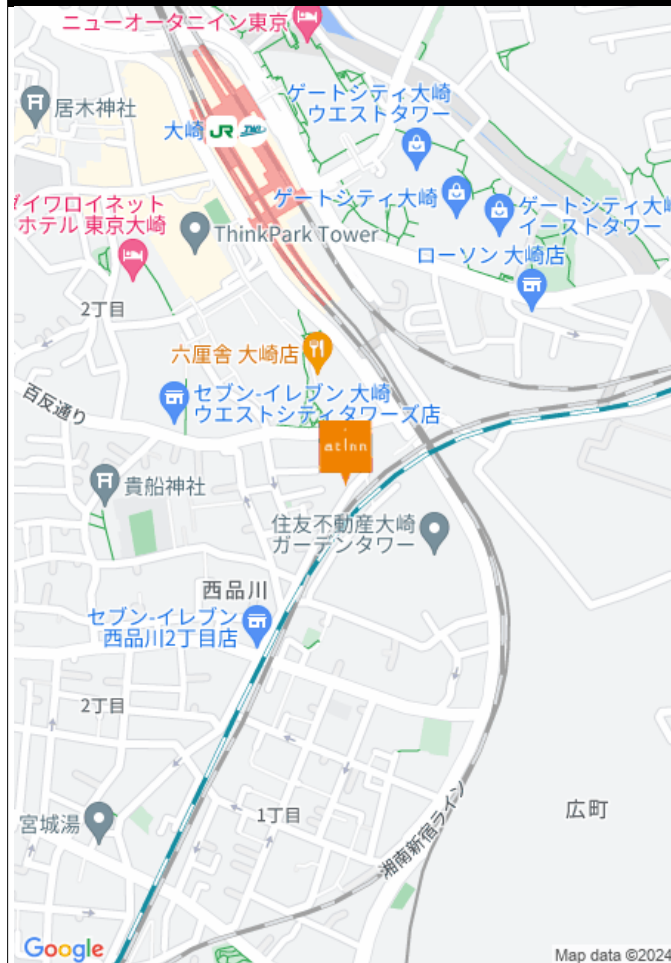 ニューオータニイン東京
居木神社
ゲートシティ大崎
ウエストタワー
大崎
JR
TWR
ダイワロイネット
ホテル 東京大崎
ゲートシティ大崎
ゲートシティ大崎
イーストタワー
ThinkPark Tower
ローソン 大崎店
2丁目
六厘舎 大崎店
百反通り
セブン-イレブン 大崎
ウエストシティタワーズ店
atinn
貴船神社
住友不動産大崎
ガーデンタワー
西品川
セブン-イレブン
西品川2丁目店
2丁目
1丁目
宮城湯
広町
湘南新宿ライン
Google
Map data ©2024